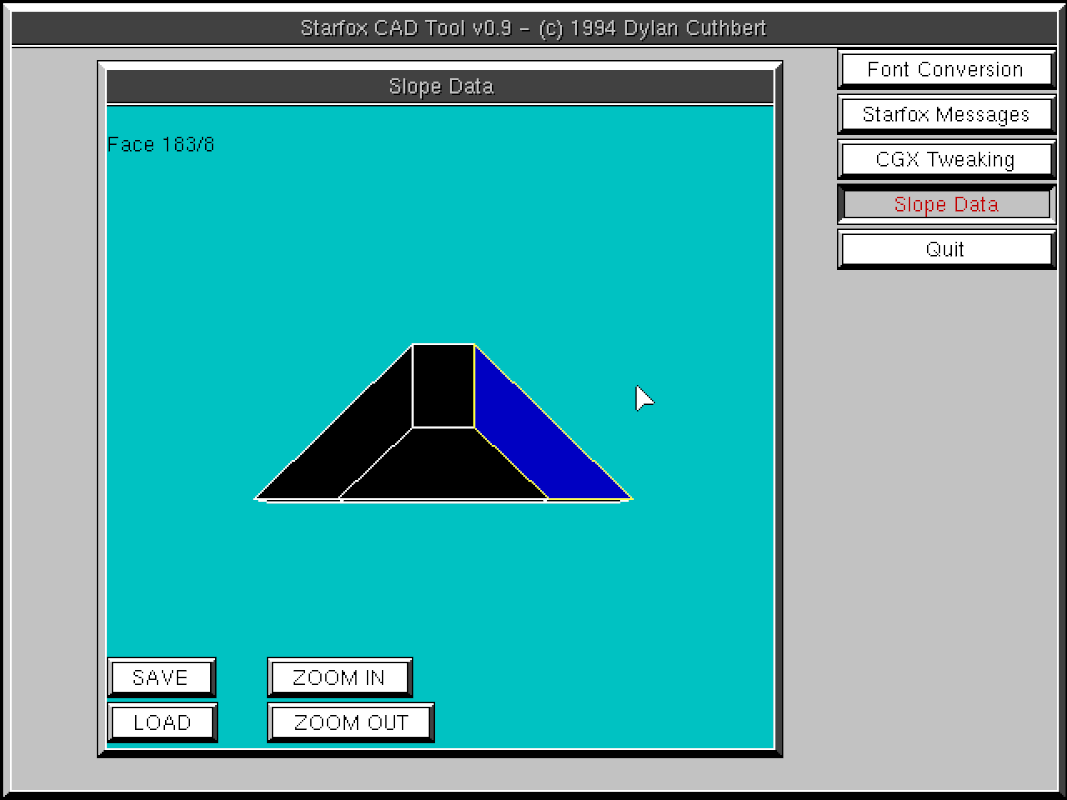 Starfox CAD Tool v0.9 – (c) 1994 Dylan Cuthbert
Slope Data
Face 183/8
SAVE
ZOOM IN
LOAD
ZOOM OUT
Font Conversion
Starfox Messages
CGX Tweaking
Slope Data
Quit